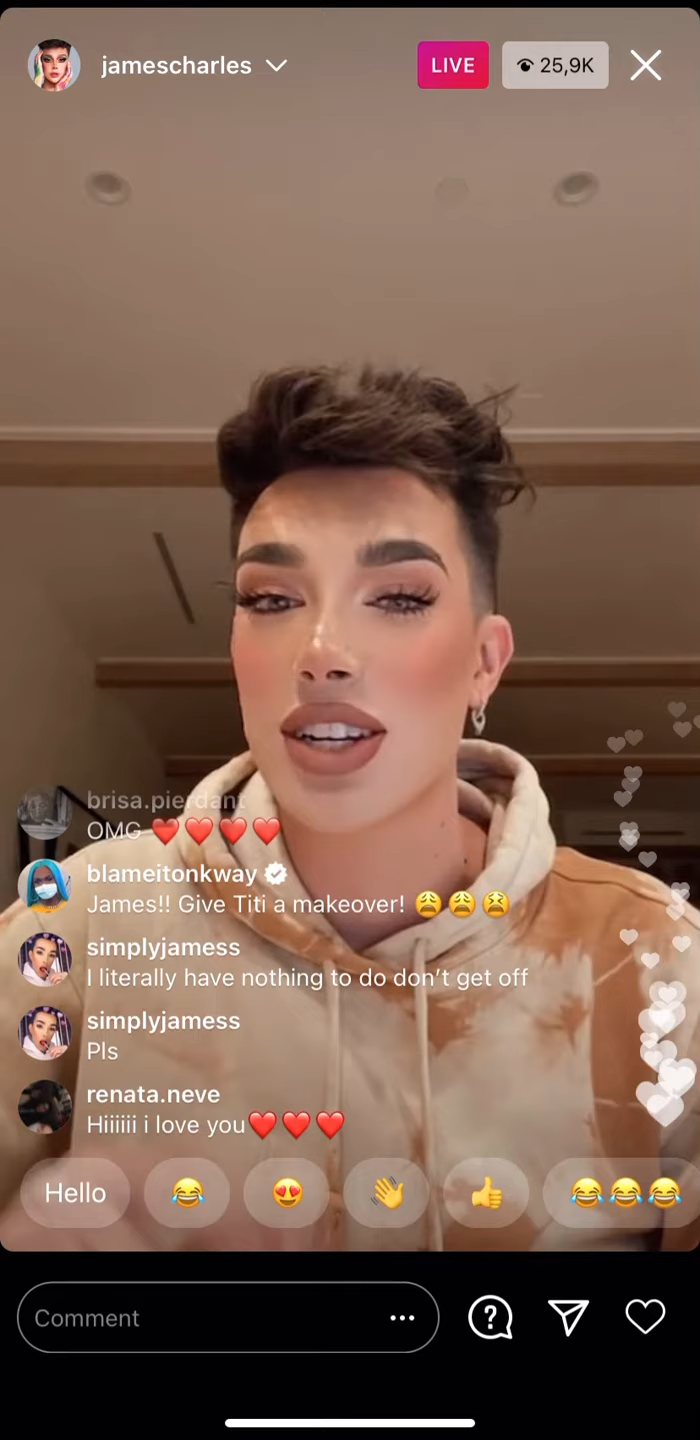 jamescharles
LIVE
25,9K
brisa.pierdant
OMG ❤️❤️❤️❤️
blameitonkway
James!! Give Titi a makeover! 😩😩😫
simplyjamess
I literally have nothing to do don’t get off
simplyjamess
Pls
renata.neve
Hiiiiii i love you❤️❤️❤️
Hello 😂 😍 👋 👍 😂😂😂
Comment ...